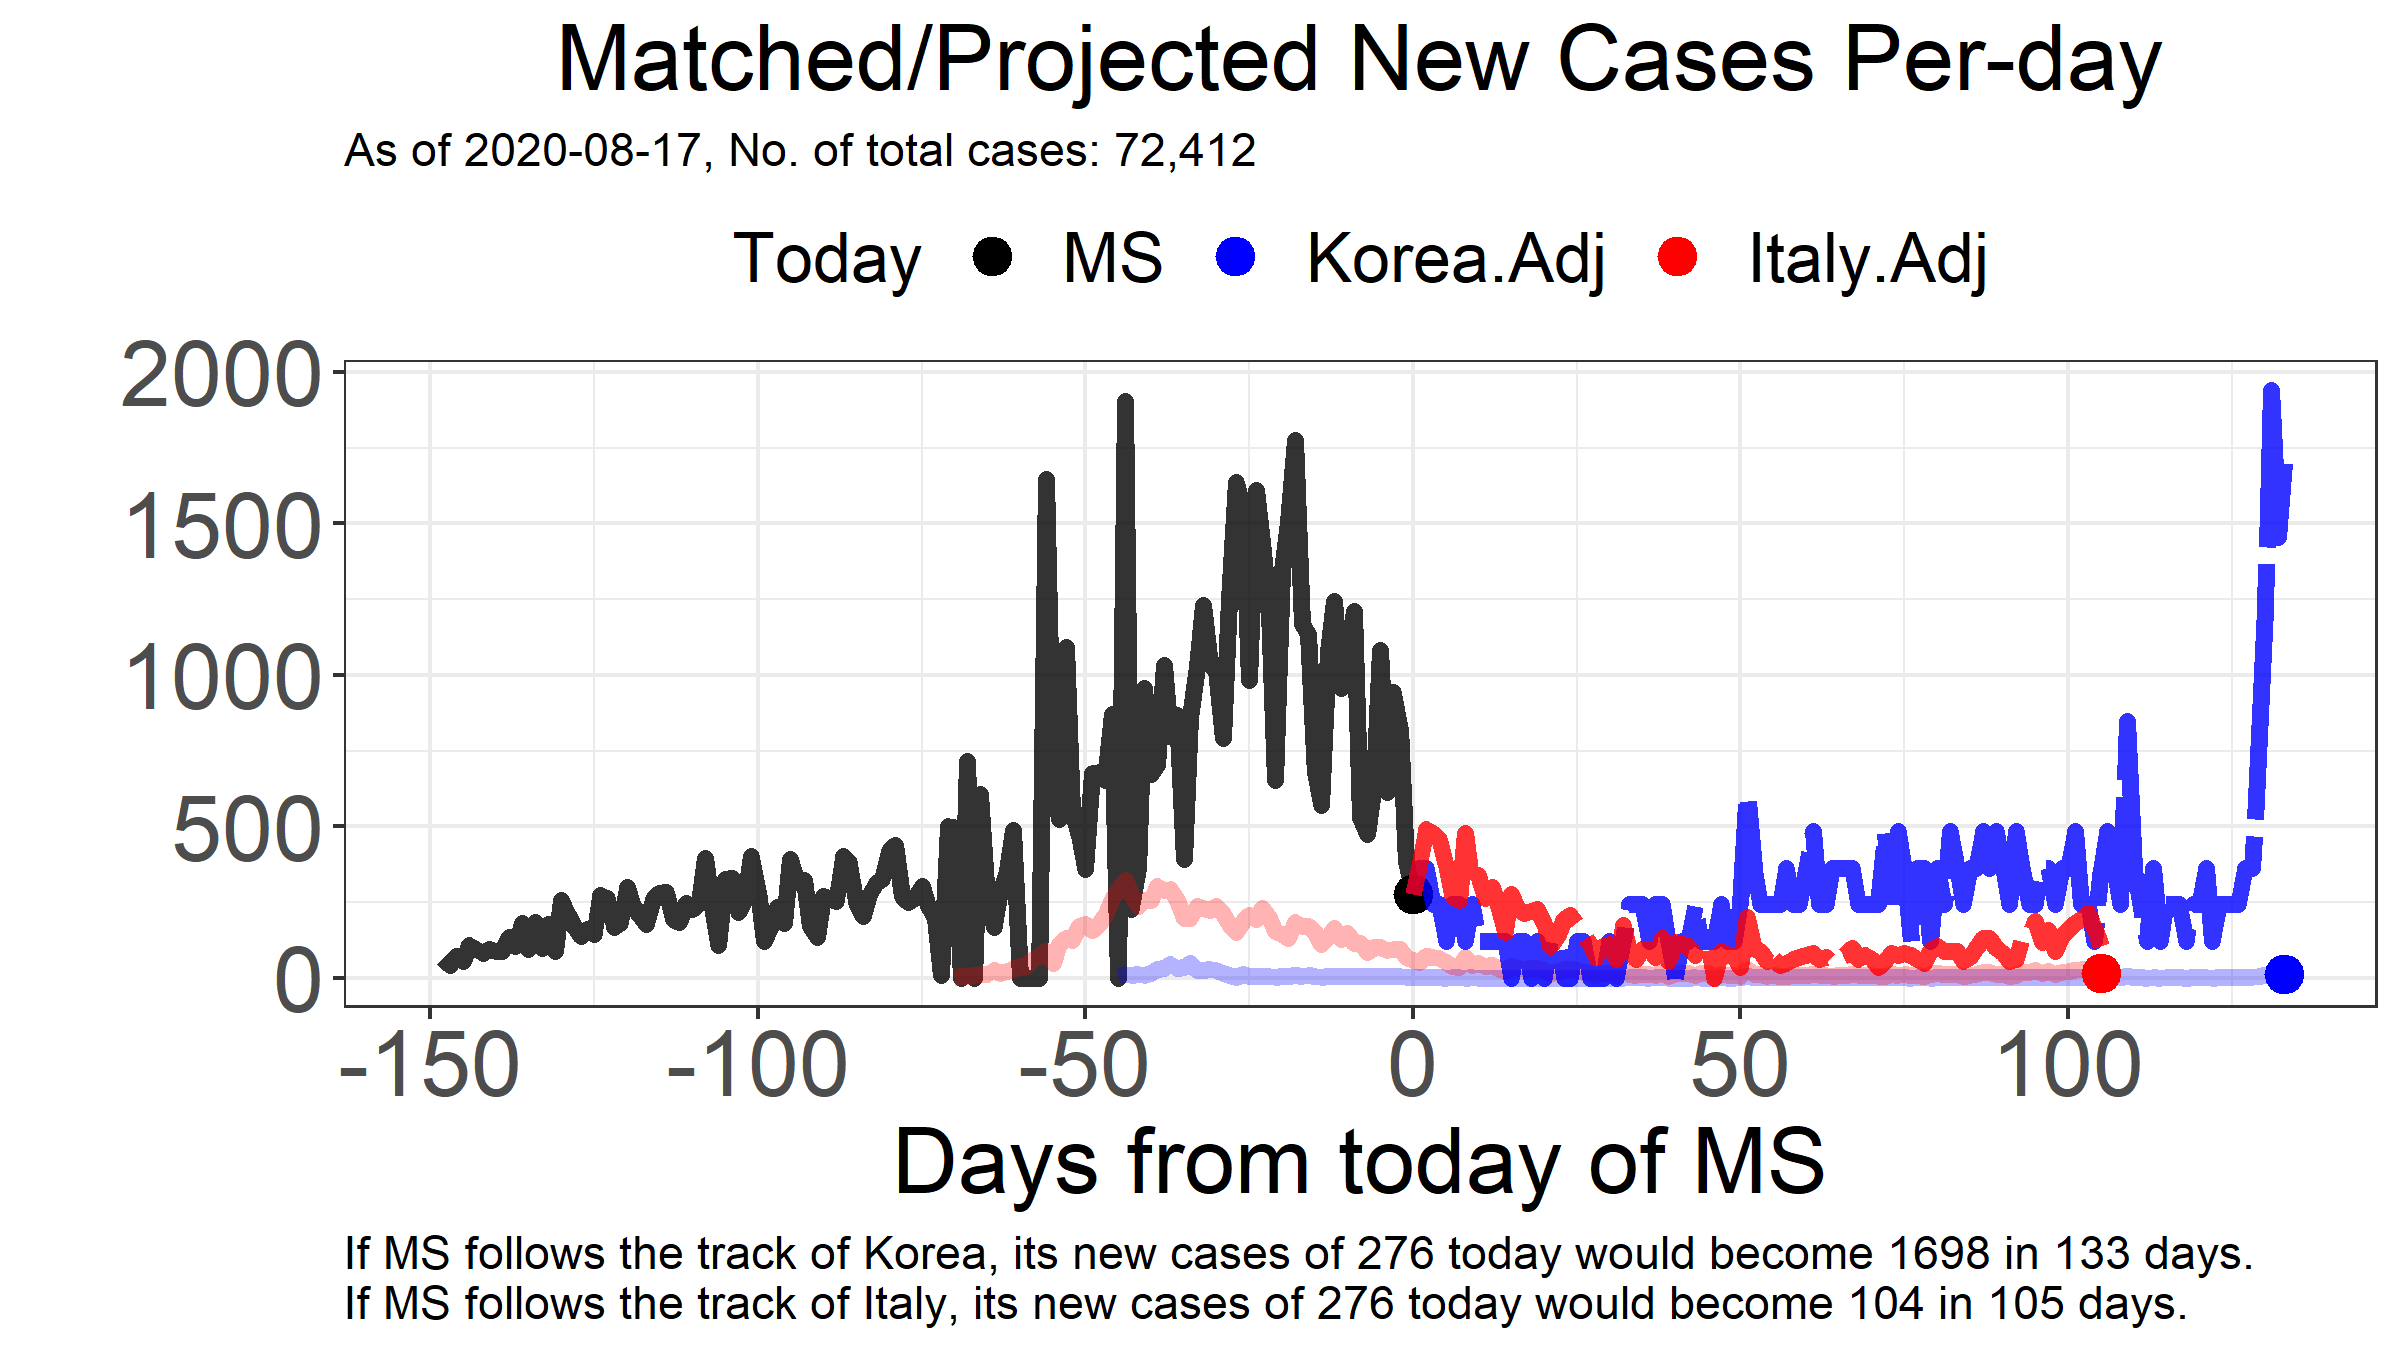 Matched/Projected New Cases Per-day
As of 2020-08-17, No. of total cases: 72,412
Today MS Korea.Adj Italy.Adj
2000
1500
1000
500
0
-150 -100 -50 0 50 100
Days from today of MS
If MS follows the track of Korea, its new cases of 276 today would become 1698 in 133 days.
If MS follows the track of Italy, its new cases of 276 today would become 104 in 105 days.